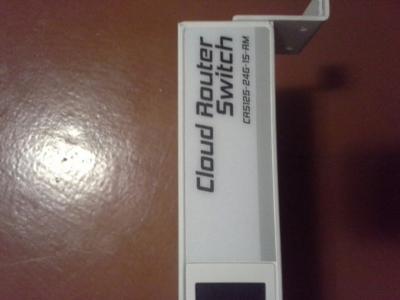 Cloud Router
Switch
CRS125-24G-1S-RM